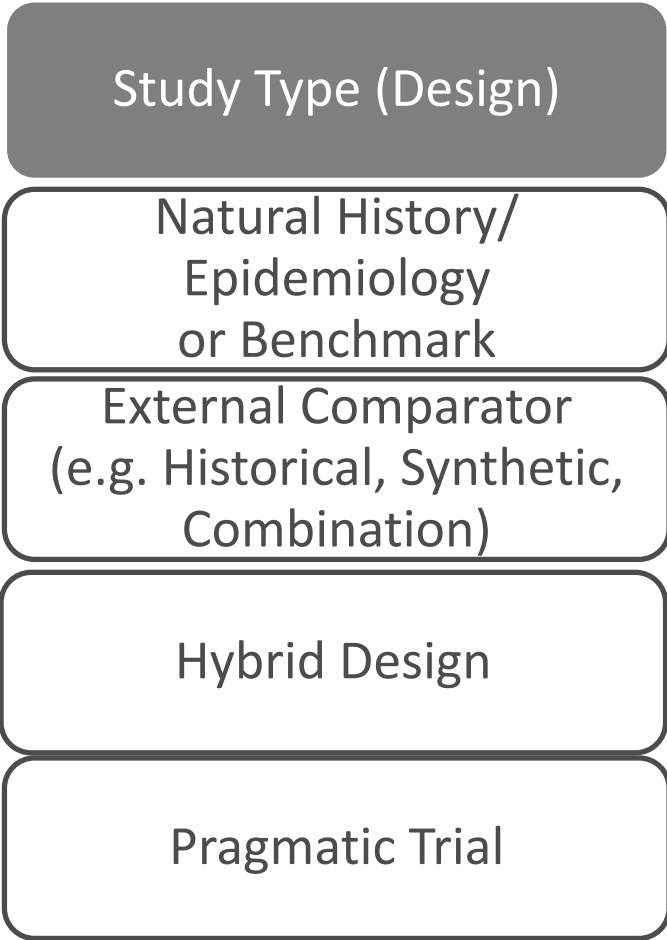 Study Type (Design)
Natural History/
Epidemiology
or Benchmark
External Comparator
(e.g. Historical, Synthetic,
Combination)
Hybrid Design
Pragmatic Trial